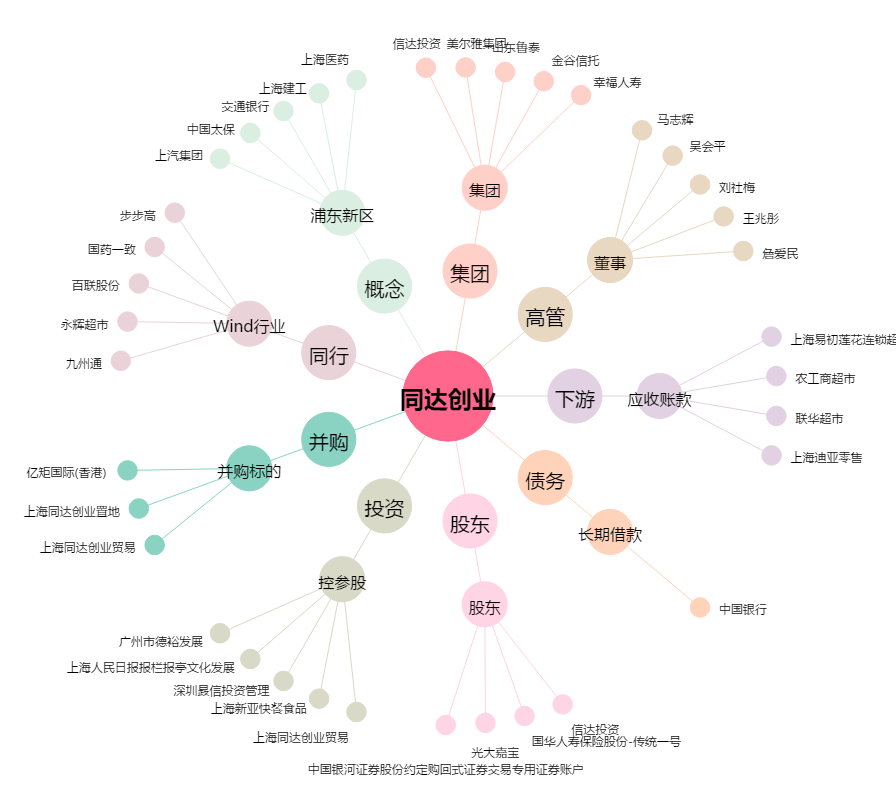 信达投资
美尔雅集团
山东鲁泰
金谷信托
幸福人寿
集团
集团
上海医药
上海建工
交通银行
中国太保
上汽集团
浦东新区
概念
马志辉
吴会平
刘社梅
王兆彤
危爱民
董事
高管
步步高
国药一致
百联股份
永辉超市
九州通
Wind行业
同行
同达创业
下游
应收账款
上海易初莲花连锁超
农工商超市
联华超市
上海迪亚零售
并购
并购标的
亿矩国际(香港)
上海同达创业置地
上海同达创业贸易
投资
控参股
广州市德裕发展
上海人民日报报栏报亭文化发展
深圳晨信投资管理
上海新亚快餐食品
上海同达创业贸易
股东
股东
信达投资
国华人寿保险股份-传统一号
光大嘉宝
中国银河证券股份约定购回式证券交易专用证券账户
债务
长期借款
中国银行